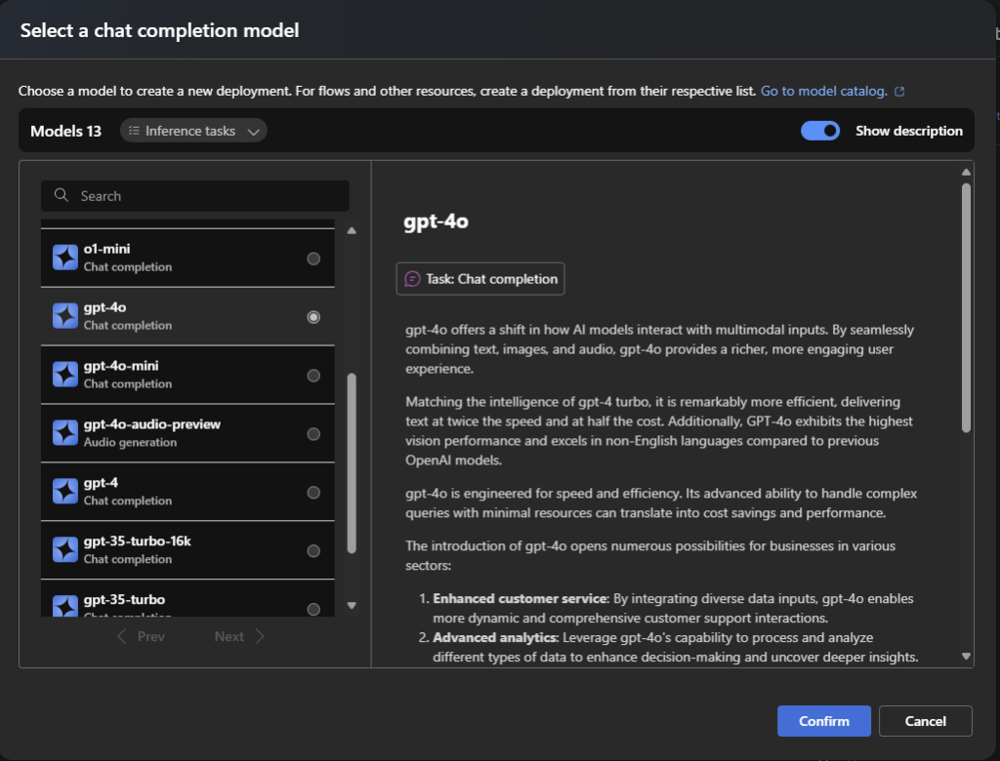 Select a chat completion model
Choose a model to create a new deployment. For flows and other resources, create a deployment from their respective list. Go to model catalog.
Models 13
Inference tasks
Show description
Search
o1-mini
Chat completion
gpt-4o
Chat completion
gpt-4o-mini
Chat completion
gpt-4o-audio-preview
Audio generation
gpt-4
Chat completion
gpt-35-turbo-16k
Chat completion
gpt-35-turbo
Chat completion
Prev
Next
gpt-4o
Task: Chat completion
gpt-4o offers a shift in how AI models interact with multimodal inputs. By seamlessly
combining text, images, and audio, gpt-4o provides a richer, more engaging user
experience.
Matching the intelligence of gpt-4 turbo, it is remarkably more efficient, delivering
text at twice the speed and at half the cost. Additionally, GPT-4o exhibits the highest
vision performance and excels in non-English languages compared to previous
OpenAI models.
gpt-4o is engineered for speed and efficiency. Its advanced ability to handle complex
queries with minimal resources can translate into cost savings and performance.
The introduction of gpt-4o opens numerous possibilities for businesses in various
sectors:
1. Enhanced customer service: By integrating diverse data inputs, gpt-4o enables
more dynamic and comprehensive customer support interactions.
2. Advanced analytics: Leverage gpt-4o's capability to process and analyze
different types of data to enhance decision-making and uncover deeper insights.
Confirm
Cancel